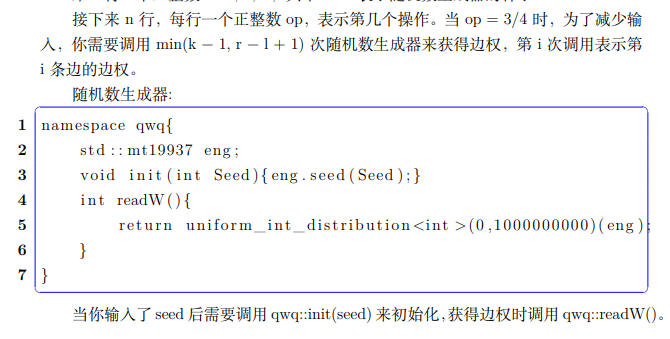 接下来 n 行，每行一个正整数 op，表示第几个操作。当 op = 3/4 时，为了减少输
入，你需要调用 min(k − 1, r − l + 1) 次随机数生成器来获得边权，第 i 次调用表示第
i 条边的边权。
随机数生成器:
1 namespace qwq{
2 std::mt19937 eng;
3 void init(int Seed){eng.seed(Seed);}
4 int readW(){
5 return uniform_int_distribution<int>(0,1000000000)(eng);
6 }
7 }
当你输入了 seed 后需要调用 qwq::init(seed) 来初始化,获得边权时调用 qwq::readW()。